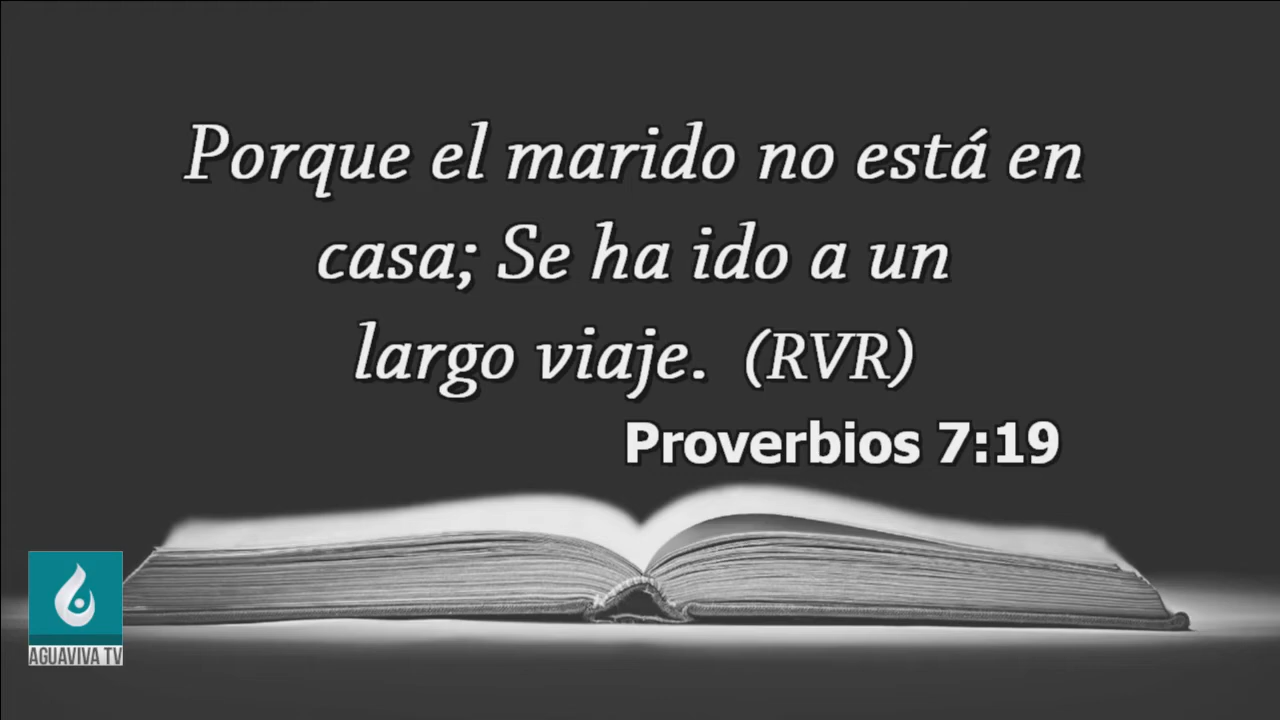 Porque el marido no está en
casa; Se ha ido a un
largo viaje. (RVR)
Proverbios 7:19
AGUAVIVA TV